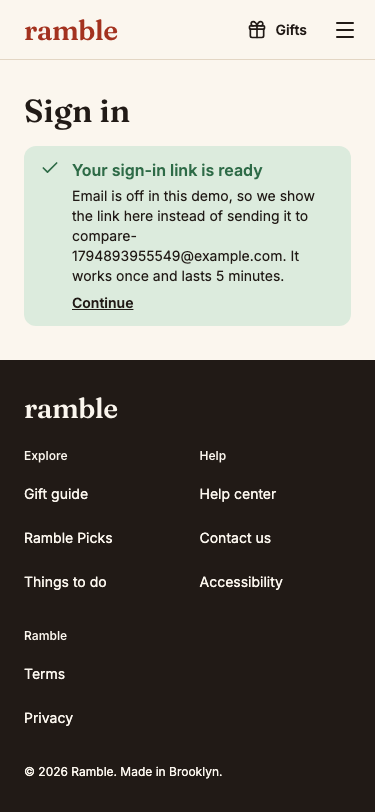 ramble
Gifts
Sign in
Your sign-in link is ready
Email is off in this demo, so we show
the link here instead of sending it to
compare-
1794893955549@example.com. It
works once and lasts 5 minutes.
Continue
ramble
Explore
Gift guide
Ramble Picks
Things to do
Help
Help center
Contact us
Accessibility
Ramble
Terms
Privacy
© 2026 Ramble. Made in Brooklyn.